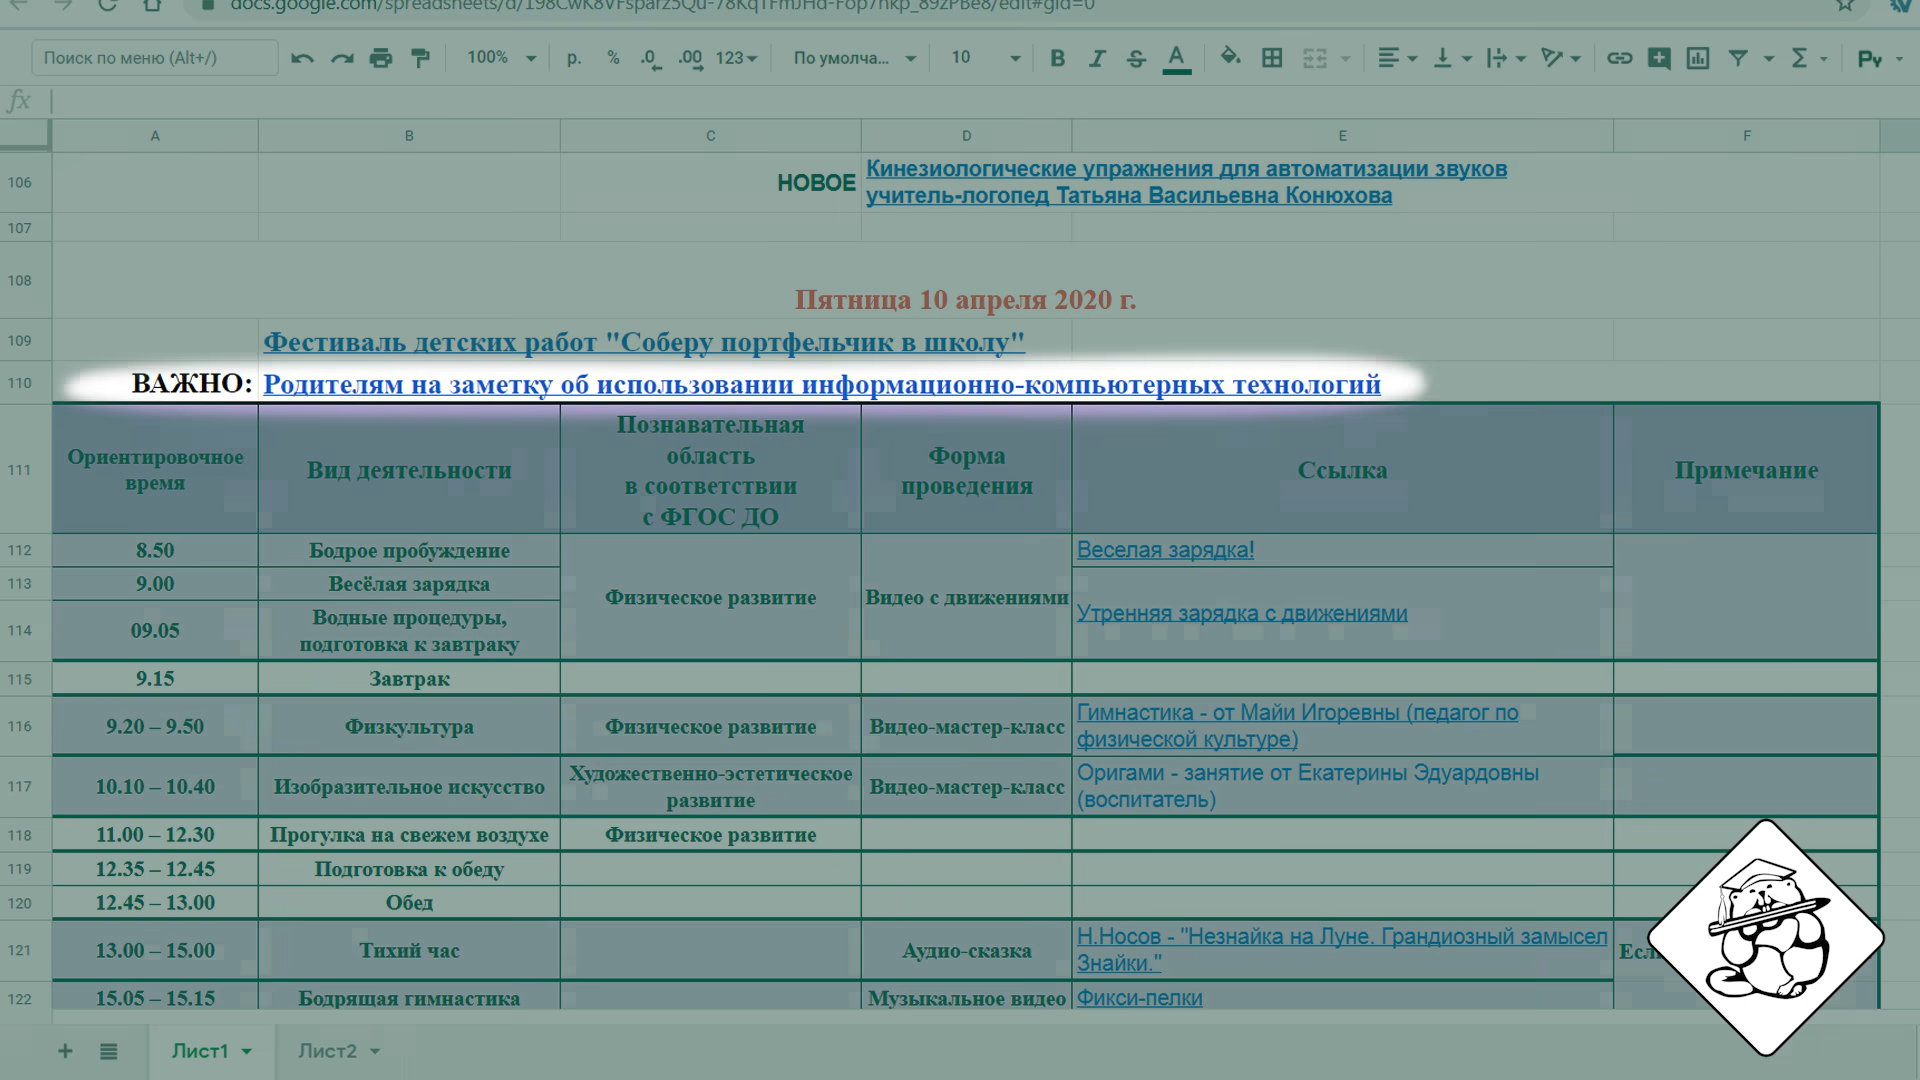 Поиск по меню (Alt+/)
100%
р.
%
.0
.00
123
По умолча...
10
B
I
S
A
Σ
Ру
fx
A
B
C
D
E
F
106
НОВОЕ
Кинезиологические упражнения для автоматизации звуков
учитель-логопед Татьяна Васильевна Конюхова
107
108
Пятница 10 апреля 2020 г.
109
Фестиваль детских работ "Соберу портфельчик в школу"
110
ВАЖНО: Родителям на заметку об использовании информационно-компьютерных технологий
111
Ориентировочное
время
Вид деятельности
Познавательная
область
в соответствии
с ФГОС ДО
Форма
проведения
Ссылка
Примечание
112
8.50
Бодрое пробуждение
Веселая зарядка!
113
9.00
Весёлая зарядка
Физическое развитие
Видео с движениями
Утренняя зарядка с движениями
114
09.05
Водные процедуры,
подготовка к завтраку
115
9.15
Завтрак
116
9.20 – 9.50
Физкультура
Физическое развитие
Видео-мастер-класс
Гимнастика - от Майи Игоревны (педагог по
физической культуре)
117
10.10 – 10.40
Изобразительное искусство
Художественно-эстетическое
развитие
Видео-мастер-класс
Оригами - занятие от Екатерины Эдуардовны
(воспитатель)
118
11.00 – 12.30
Прогулка на свежем воздухе
Физическое развитие
119
12.35 – 12.45
Подготовка к обеду
120
12.45 – 13.00
Обед
121
13.00 – 15.00
Тихий час
Аудио-сказка
Н.Носов - "Незнайка на Луне. Грандиозный замысел
Знайки."
122
15.05 – 15.15
Бодрящая гимнастика
Музыкальное видео
Фикси-пелки
Лист1
Лист2